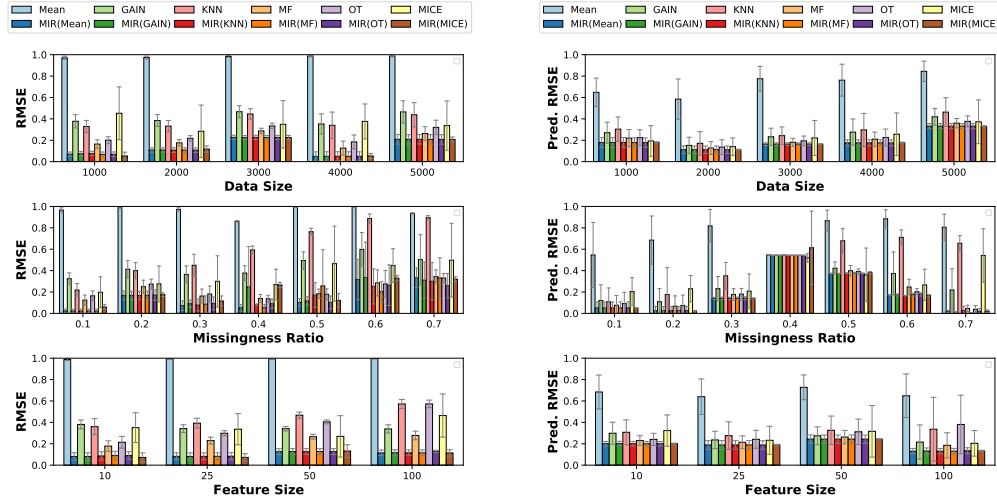 Mean GAIN KNN MF OT MICE
MIR(Mean) MIR(GAIN) MIR(KNN) MIR(MF) MIR(OT) MIR(MICE)
1.0
0.8
0.6
0.4
0.2
0.0
RMSE
1000 2000 3000 4000 5000
Data Size
1.0
0.8
0.6
0.4
0.2
0.0
RMSE
0.1 0.2 0.3 0.4 0.5 0.6 0.7
Missingness Ratio
1.0
0.8
0.6
0.4
0.2
0.0
RMSE
10 25 50 100
Feature Size
Mean GAIN KNN MF OT MICE
MIR(Mean) MIR(GAIN) MIR(KNN) MIR(MF) MIR(OT) MIR(MICE)
1.0
0.8
0.6
0.4
0.2
0.0
Pred. RMSE
1000 2000 3000 4000 5000
Data Size
1.0
0.8
0.6
0.4
0.2
0.0
Pred. RMSE
0.1 0.2 0.3 0.4 0.5 0.6 0.7
Missingness Ratio
1.0
0.8
0.6
0.4
0.2
0.0
Pred. RMSE
10 25 50 100
Feature Size